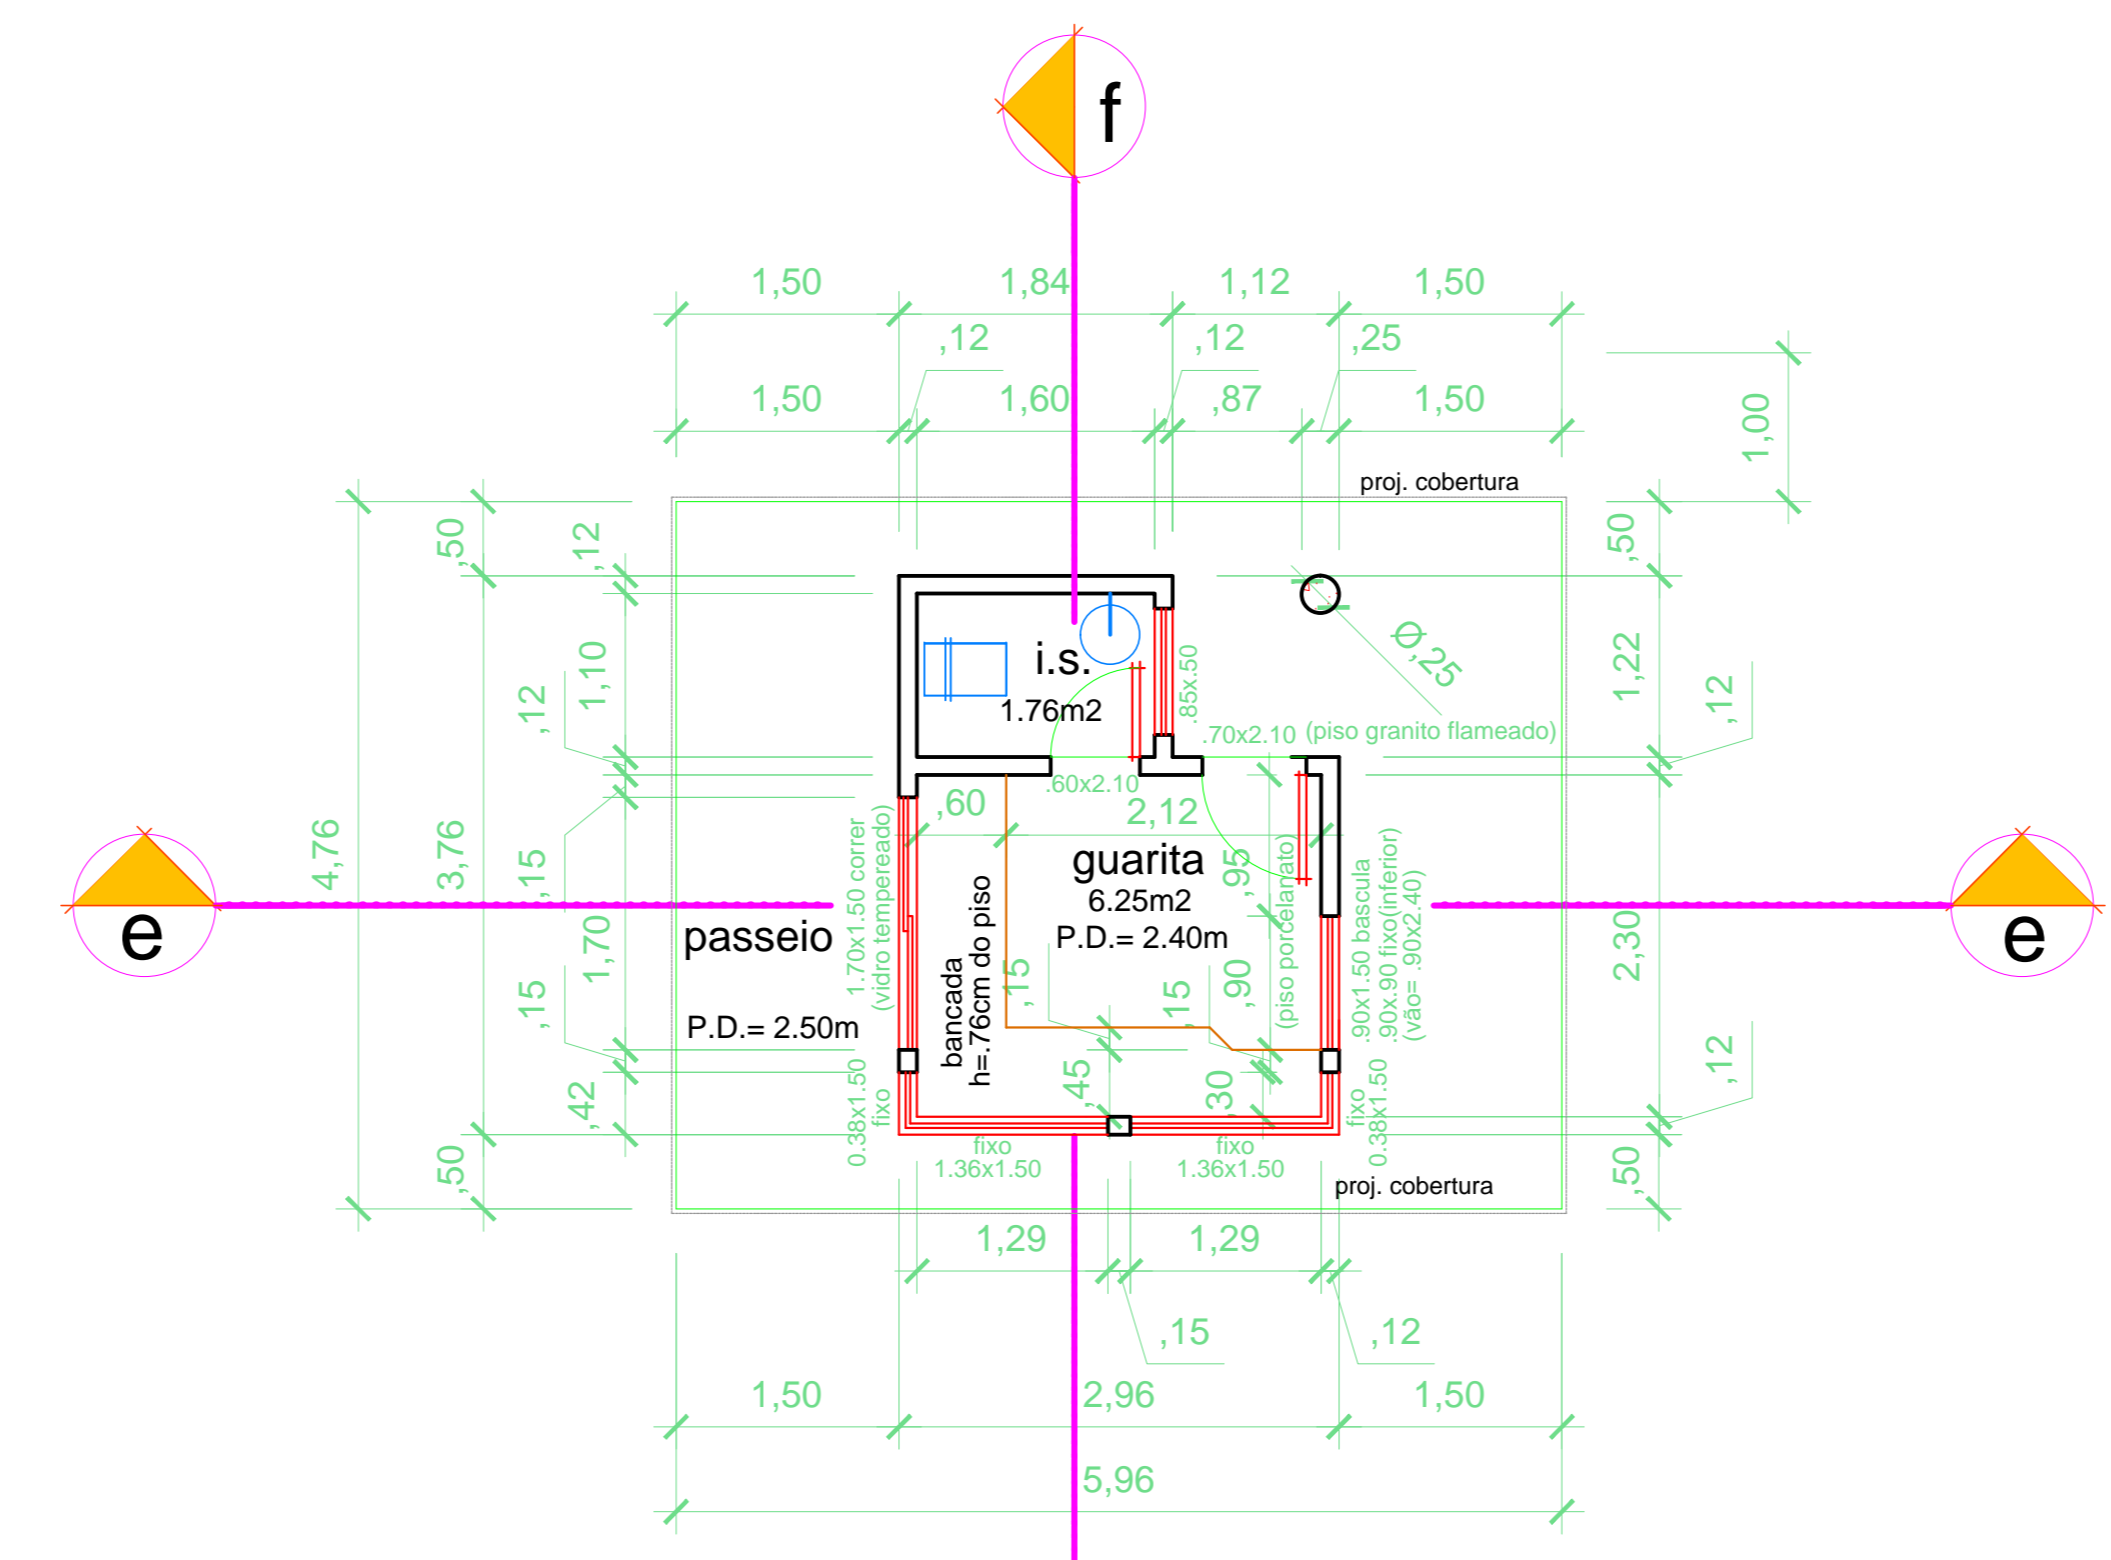 f
1,50 1,84 1,12 1,50
,12 ,12 ,25
1,50 1,60 ,87 1,50
1,00
proj. cobertura
,50 ,12 ,50
1,10 ,12 1,22 ,12
Ø,25
i.s.
1.76m2
.85x.50
.70x2.10 (piso granito flameado)
.60x2.10
,60 2,12
4,76 3,76 ,15 1,70 ,15 ,42 ,50
1.70x1.50 correr
(vidro tempereado)
guarita
6.25m2
P.D.= 2.40m
,95
(piso porcelanato)
.90x1.50 bascula
.90x.90 fixo(inferior)
(vão= .90x2.40)
2,30
e
e
passeio
P.D.= 2.50m
bancada
h=.76cm do piso
,15 ,15 ,90
,45 ,30
0.38x1.50
fixo
fixo
0.38x1.50
,12
,50
fixo
1.36x1.50
fixo
1.36x1.50
proj. cobertura
1,29 1,29
,15 ,12
1,50 2,96 1,50
5,96